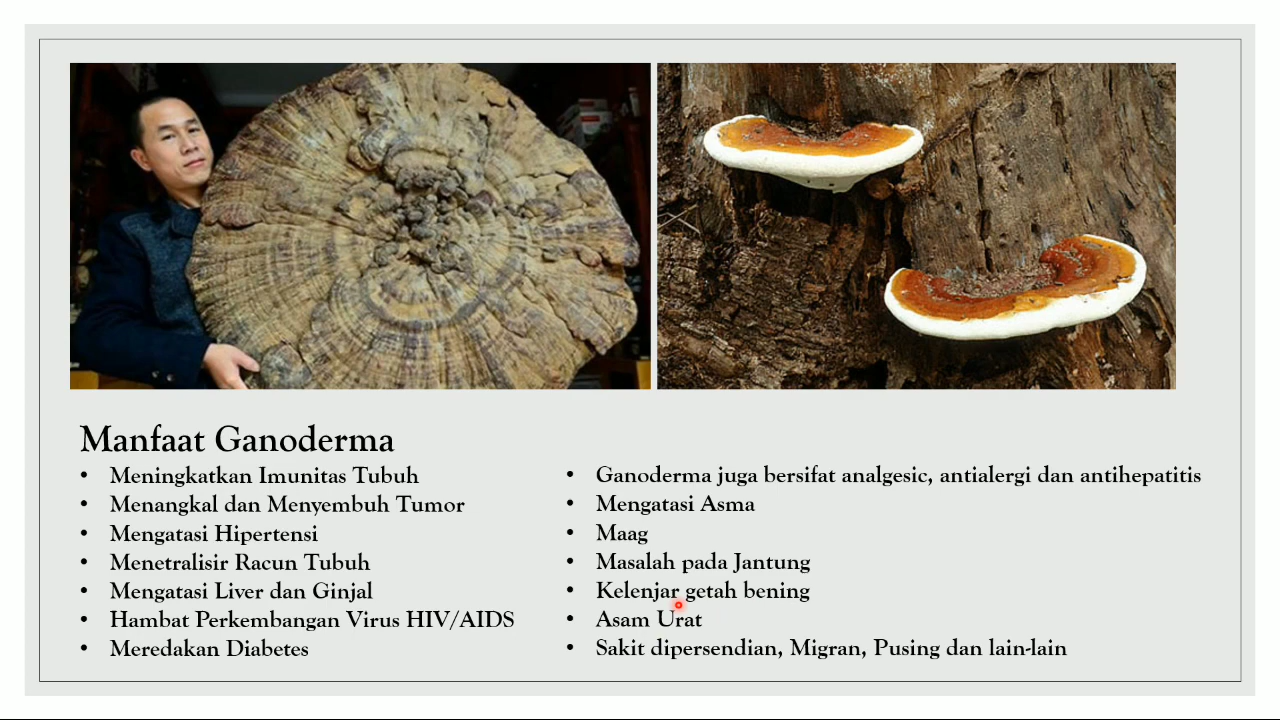 Manfaat Ganoderma
• Meningkatkan Imunitas Tubuh
• Menangkal dan Menyembuh Tumor
• Mengatasi Hipertensi
• Menetralisir Racun Tubuh
• Mengatasi Liver dan Ginjal
• Hambat Perkembangan Virus HIV/AIDS
• Meredakan Diabetes
• Ganoderma juga bersifat analgesic, antialergi dan antihepatitis
• Mengatasi Asma
• Maag
• Masalah pada Jantung
• Kelenjar getah bening
• Asam Urat
• Sakit dipersendian, Migran, Pusing dan lain-lain